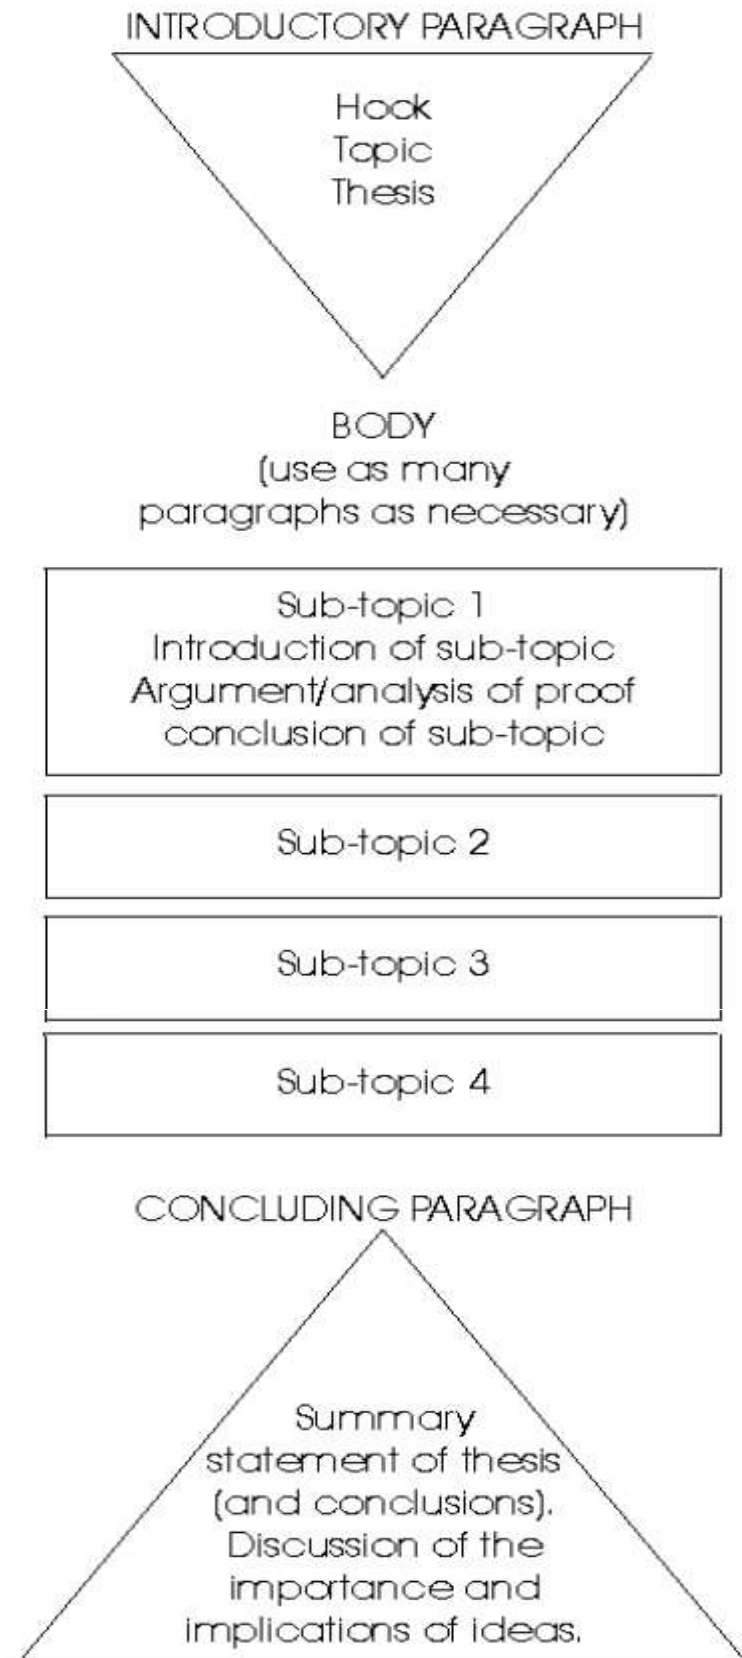 INTRODUCTORY PARAGRAPH
Hook
Topic
Thesis
BODY
(use as many
paragraphs as necessary)
Sub-topic 1
Introduction of sub-topic
Argument/analysis of proof
conclusion of sub-topic
Sub-topic 2
Sub-topic 3
Sub-topic 4
CONCLUDING PARAGRAPH
Summary
statement of thesis
(and conclusions).
Discussion of the
importance and
implications of ideas.